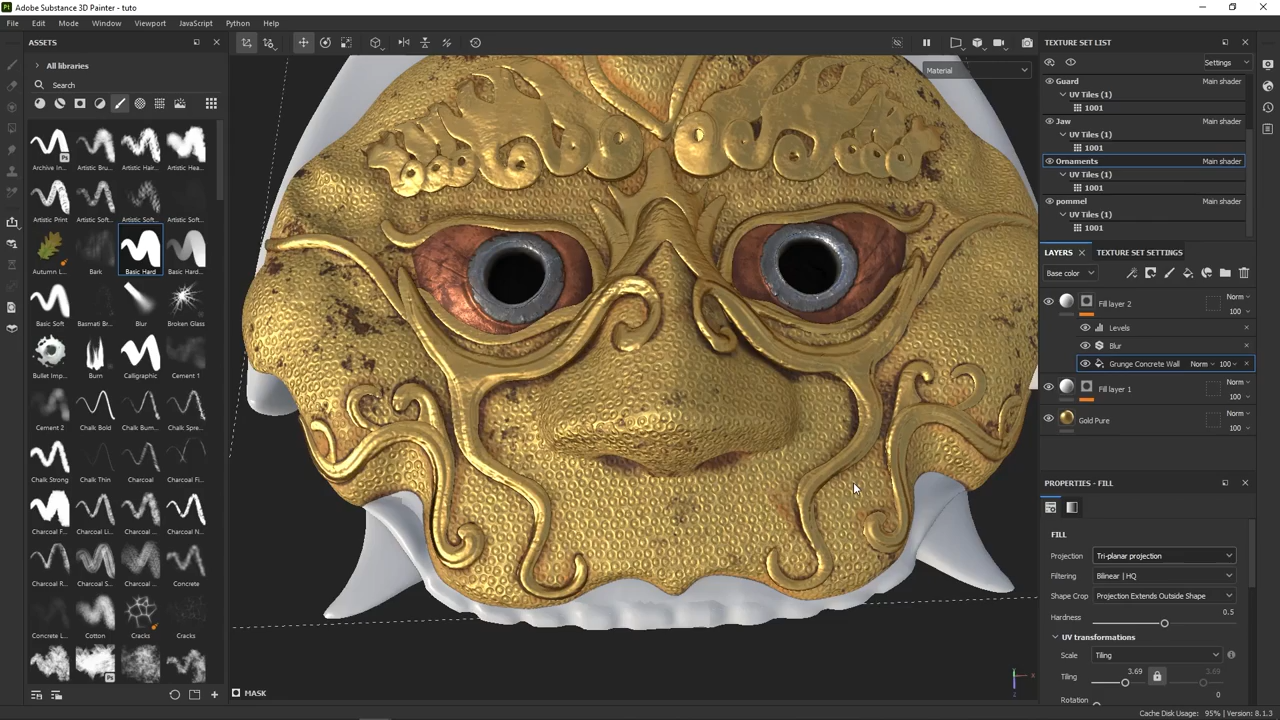 Adobe Substance 3D Painter - tuto
File Edit Mode Window Viewport JavaScript Python Help
ASSETS
All libraries
Search
Archive In... Artistic Brus... Artistic Hair... Artistic Hea...
Artistic Print Artistic Soft... Artistic Soft... Artistic Soft...
Autumn L... Bark Basic Hard Basic Hard...
Basic Soft Basmati Br... Blur Broken Glass
Bullet Imp... Burn Calligraphic Cement 1
Cement 2 Chalk Bold Chalk Bum... Chalk Spre...
Chalk Strong Chalk Thin Charcoal Charcoal Fi...
Charcoal F... Charcoal Li... Charcoal ... Charcoal N...
Charcoal R... Charcoal S... Charcoal ... Concrete
Concrete L... Cotton Cracks Cracks
Material
MASK
TEXTURE SET LIST
Settings
Guard Main shader
UV Tiles (1)
1001
Jaw Main shader
UV Tiles (1)
1001
Ornaments Main shader
UV Tiles (1)
1001
pommel Main shader
UV Tiles (1)
1001
LAYERS TEXTURE SET SETTINGS
Base color
Fill layer 2 Norm 100
Levels
Blur
Grunge Concrete Wall Norm 100
Fill layer 1 Norm 100
Gold Pure Norm 100
PROPERTIES - FILL
FILL
Projection Tri-planar projection
Filtering Bilinear | HQ
Shape Crop Projection Extends Outside Shape
Hardness 0.5
UV transformations
Scale Tiling
Tiling 3.69 3.69
Rotation 0
Cache Disk Usage: 95% | Version: 8.1.3